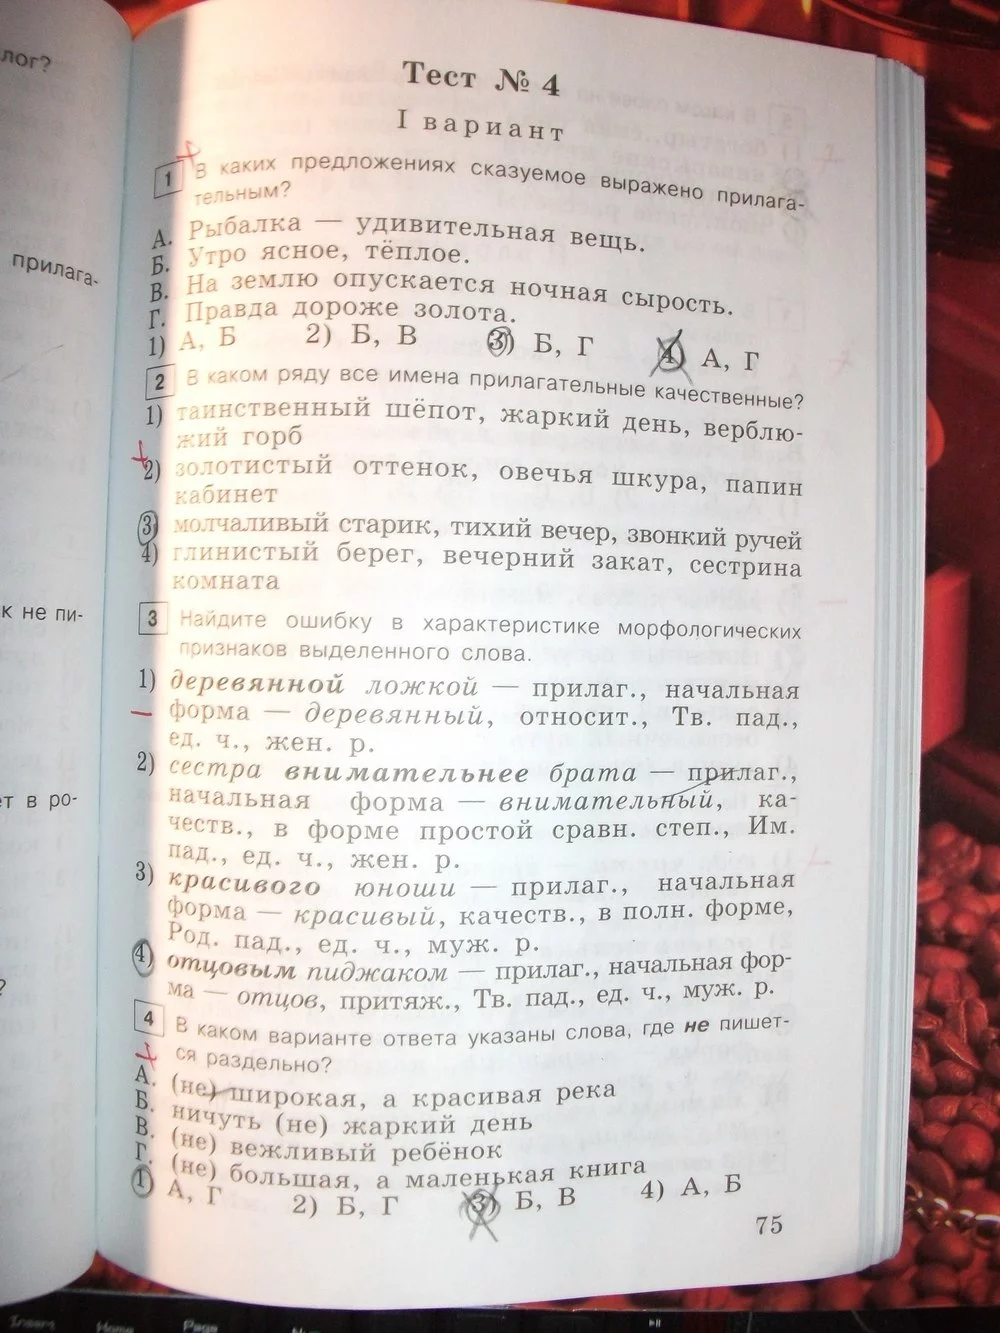 лог?
прилага-
к не пи-
ет в ро-
?
Тест № 4
I вариант
1 В каких предложениях сказуемое выражено прилага-
тельным?
А. Рыбалка — удивительная вещь.
Б. Утро ясное, тёплое.
В. На землю опускается ночная сырость.
Г. Правда дороже золота.
1) А, Б 2) Б, В 3) Б, Г 4) А, Г
2 В каком ряду все имена прилагательные качественные?
1) таинственный шёпот, жаркий день, верблю-
жий горб
2) золотистый оттенок, овечья шкура, папин
кабинет
3) молчаливый старик, тихий вечер, звонкий ручей
4) глинистый берег, вечерний закат, сестрина
комната
3 Найдите ошибку в характеристике морфологических
признаков выделенного слова.
1) деревянной ложкой — прилаг., начальная
форма — деревянный, относит., Тв. пад.,
ед. ч., жен. р.
2) сестра внимательнее брата — прилаг.,
начальная форма — внимательный, ка-
честв., в форме простой сравн. степ., Им.
пад., ед. ч., жен. р.
3) красивого юноши — прилаг., начальная
форма — красивый, качеств., в полн. форме,
Род. пад., ед. ч., муж. р.
4) отцовым пиджаком — прилаг., начальная фор-
ма — отцов, притяж., Тв. пад., ед. ч., муж. р.
4 В каком варианте ответа указаны слова, где не пишет-
ся раздельно?
А. (не) широкая, а красивая река
Б. ничуть (не) жаркий день
В. (не) вежливый ребёнок
Г. (не) большая, а маленькая книга
1) А, Г 2) Б, Г 3) Б, В 4) А, Б
75
Insert Home Page